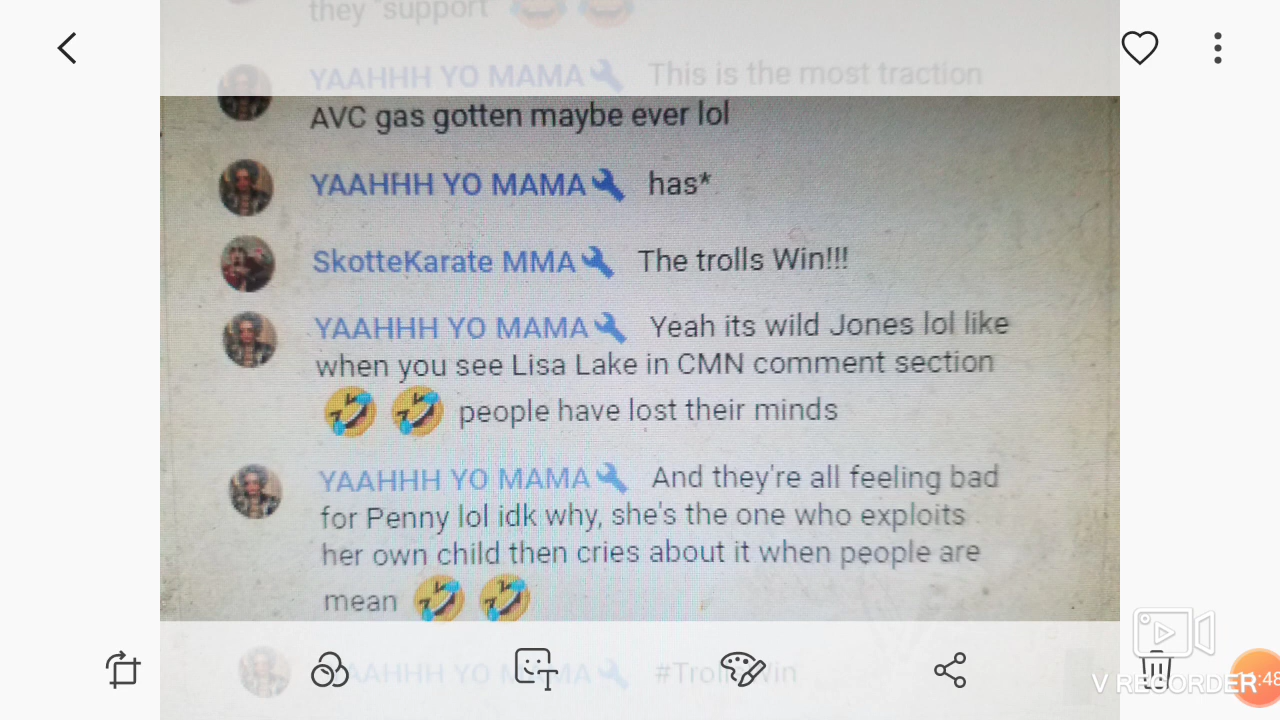 they "support" 😂 😂
YAAHHH YO MAMA🔧 This is the most traction
AVC gas gotten maybe ever lol
YAAHHH YO MAMA🔧 has*
SkotteKarate MMA🔧 The trolls Win!!!
YAAHHH YO MAMA🔧 Yeah its wild Jones lol like
when you see Lisa Lake in CMN comment section
🤣 🤣 people have lost their minds
YAAHHH YO MAMA🔧 And they're all feeling bad
for Penny lol idk why, she's the one who exploits
her own child then cries about it when people are
mean 🤣 🤣
YAAHHH YO MAMA🔧 #TrollsWin
V RECORDER
:48